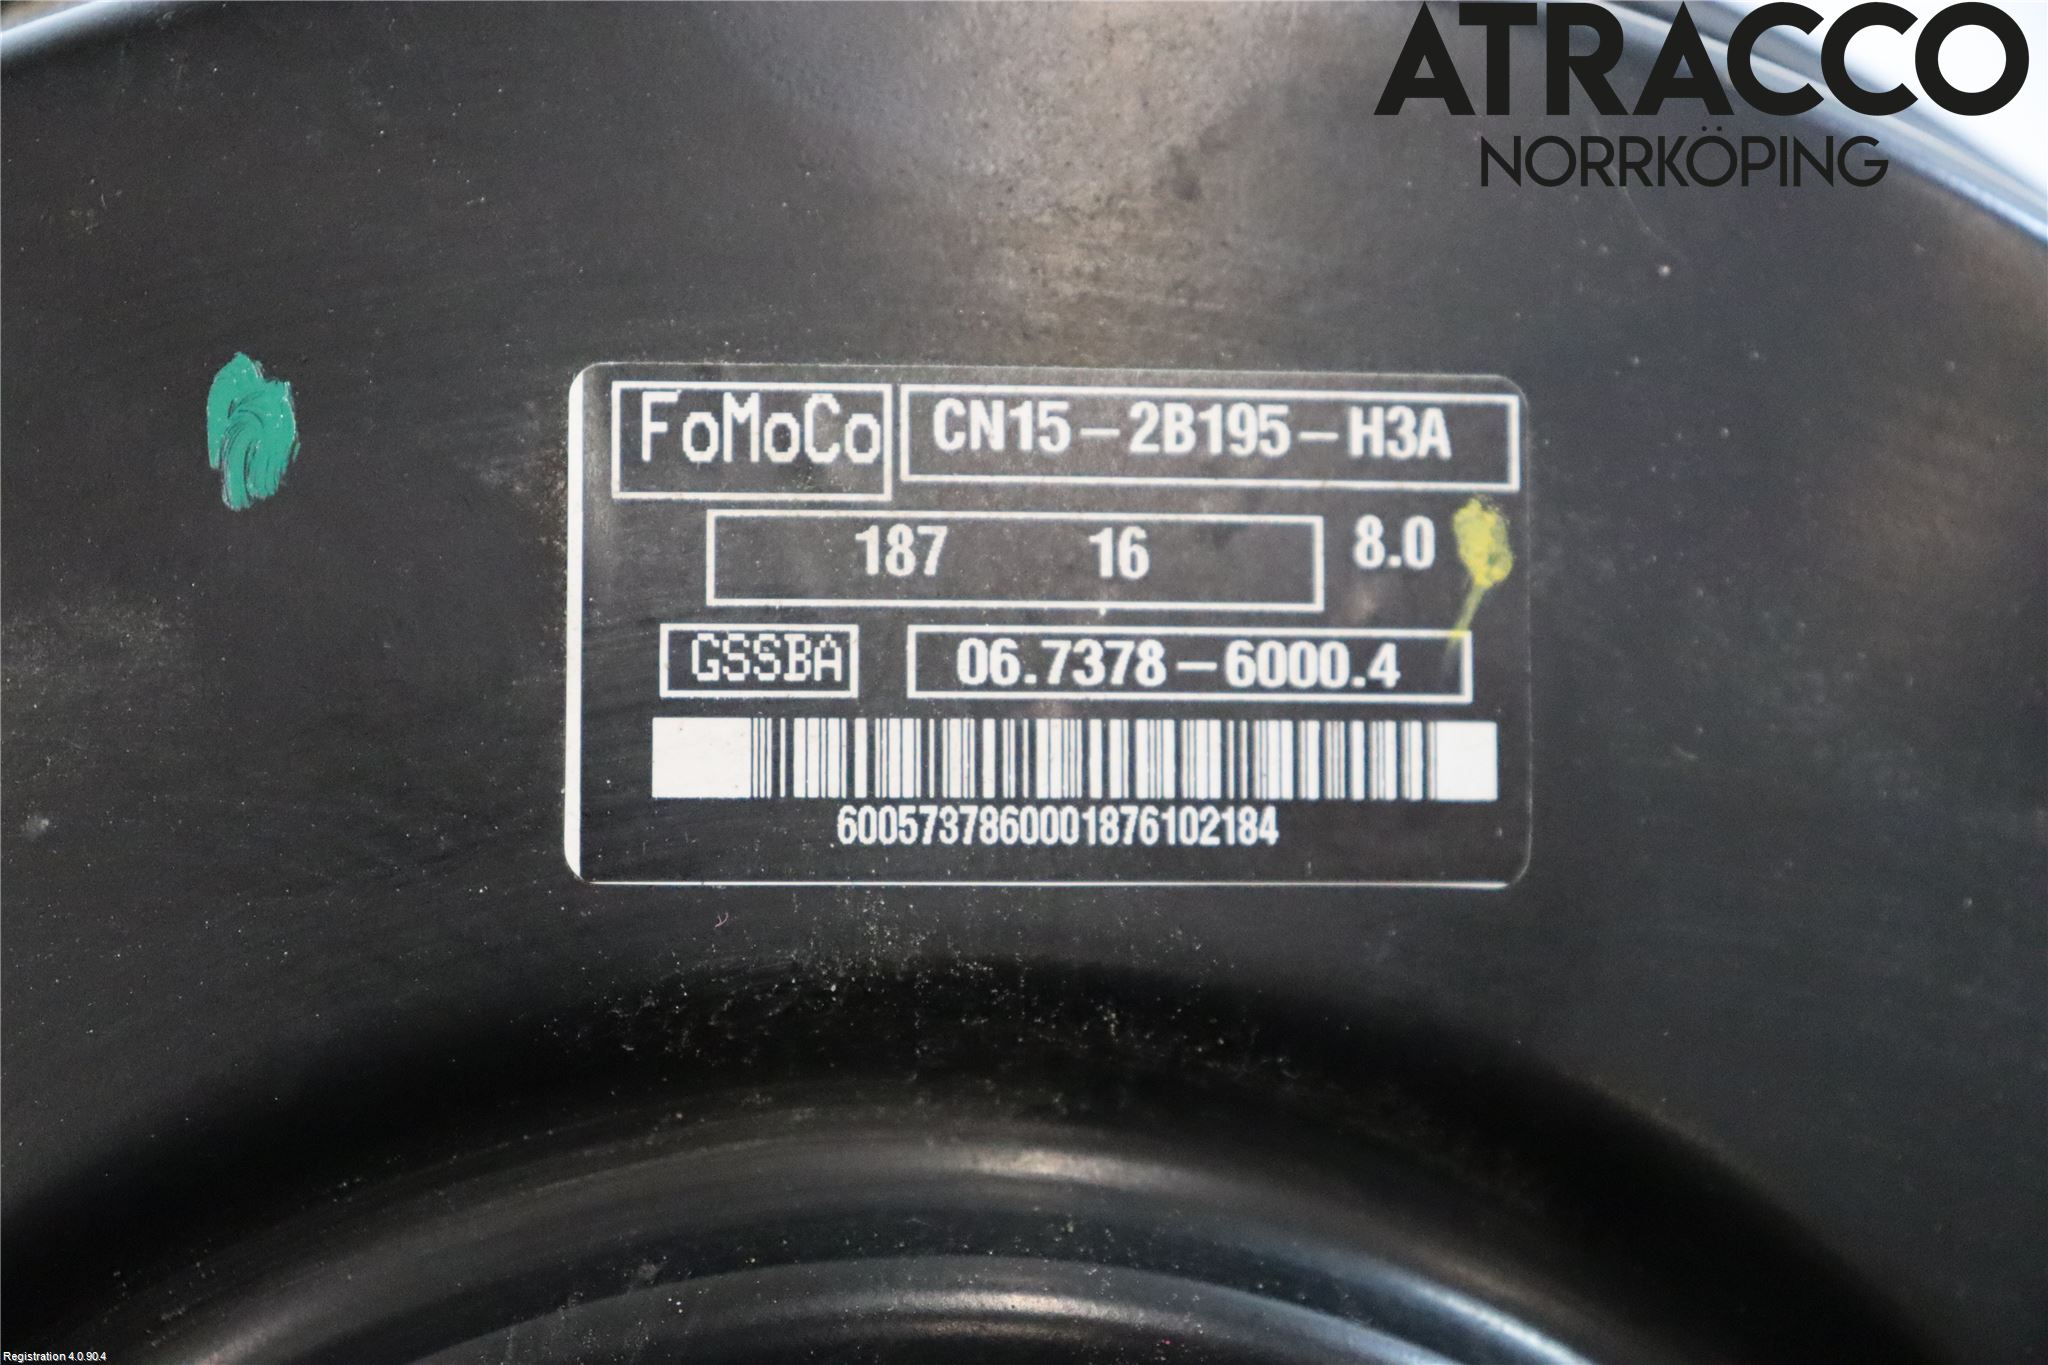 ATRACCO
NORRKÖPING
FoMoCo CN15-2B195-H3A
187 16 8.0
GSSBA 06.7378-6000.4
6005737860001876102184
Registration 4.0.90.4